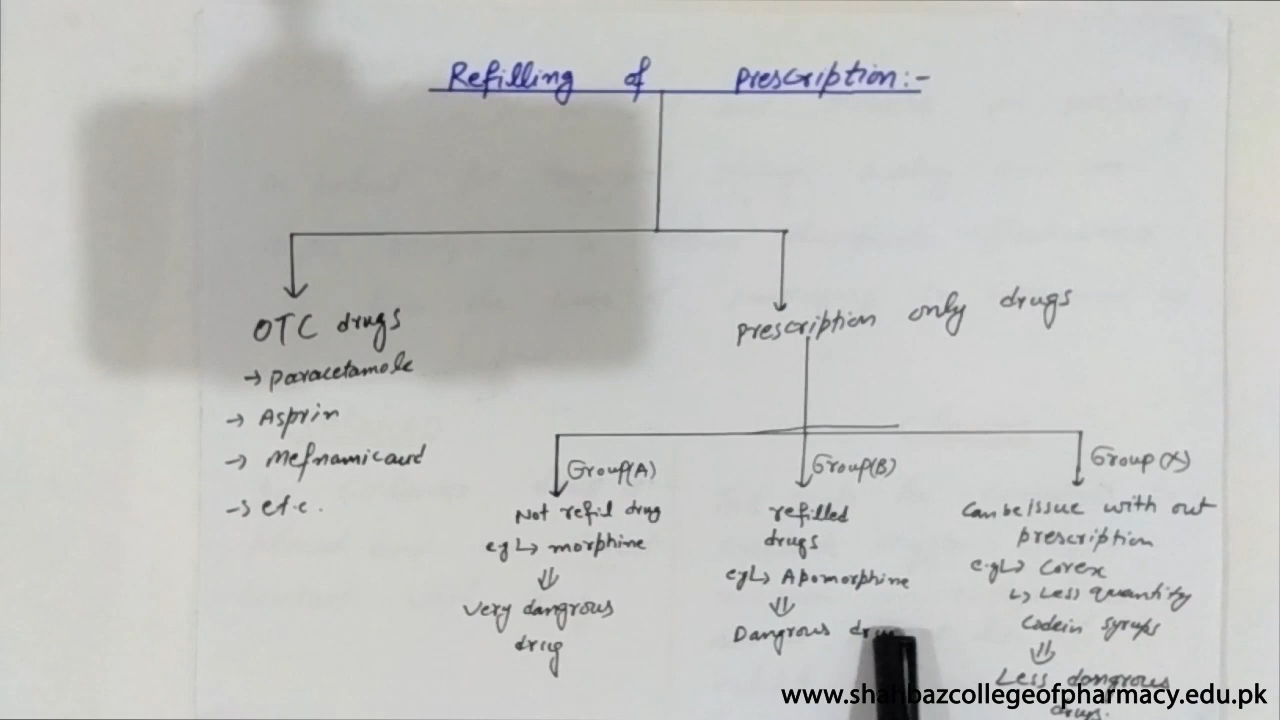 Refilling of prescription:-
OTC drugs
→ paracetamole
→ Asprin
→ Mefnamicacid
→ etc.
prescription only drugs
Group(A)
Not refil drug
eg↳ morphine
⇓
very dangrous
drug
Group(B)
refilled
drugs
eg↳ Apomorphine
⇓
Dangrous
Group(X)
Can be issue with out
prescription
e.g↳ Corex
↳ Less quantity
Codein syrups
⇓
Less dangrous
drugs.
www.shahbazcollegeofpharmacy.edu.pk